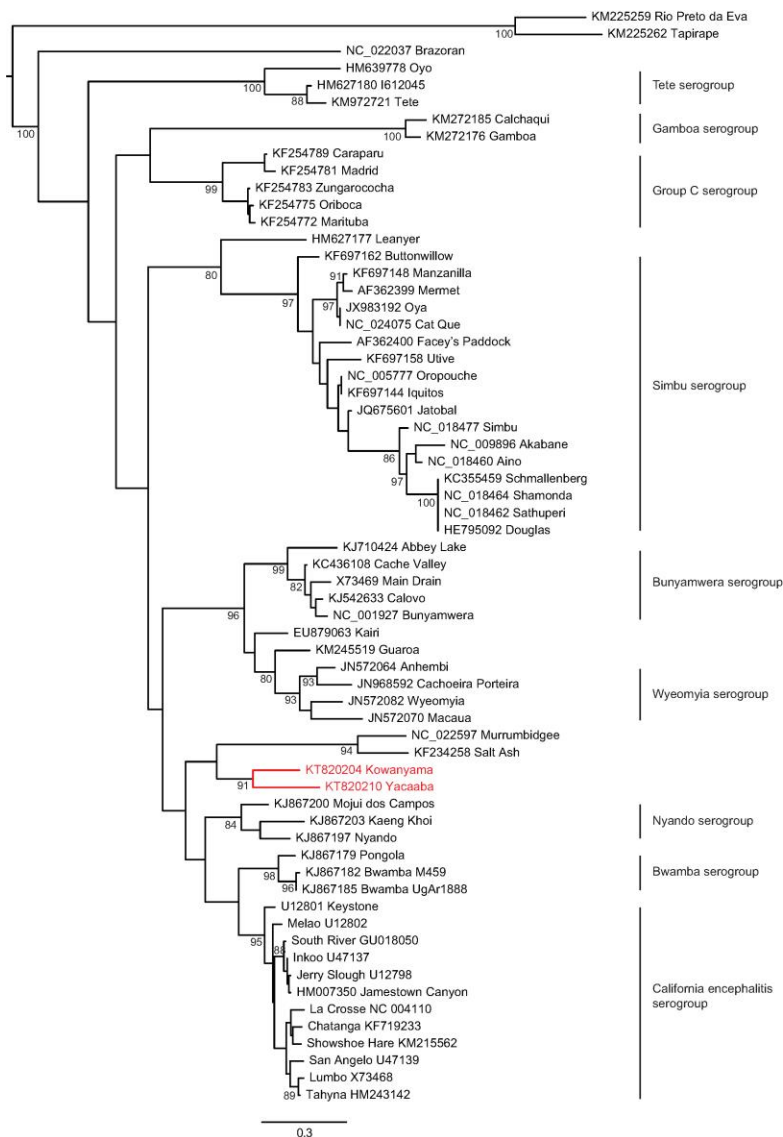 KM225259 Rio Preto da Eva
100
KM225262 Tapirape
NC_022037 Brazoran
HM639778 Oyo
100
HM627180 I612045
88
KM972721 Tete
Tete serogroup
100
KM272185 Calchaqui
100
KM272176 Gamboa
Gamboa serogroup
KF254789 Caraparu
KF254781 Madrid
99
KF254783 Zungarococha
KF254775 Oriboca
KF254772 Marituba
Group C serogroup
HM627177 Leanyer
80
KF697162 Buttonwillow
97
91
KF697148 Manzanilla
AF362399 Mermet
97
JX983192 Oya
NC_024075 Cat Que
AF362400 Facey's Paddock
KF697158 Utive
NC_005777 Oropouche
KF697144 Iquitos
JQ675601 Jatobal
NC_018477 Simbu
86
NC_009896 Akabane
97
NC_018460 Aino
KC355459 Schmallenberg
100
NC_018464 Shamonda
NC_018462 Sathuperi
HE795092 Douglas
Simbu serogroup
KJ710424 Abbey Lake
99
KC436108 Cache Valley
82
X73469 Main Drain
KJ542633 Calovo
NC_001927 Bunyamwera
Bunyamwera serogroup
96
EU879063 Kairi
KM245519 Guaroa
80
JN572064 Anhembi
93
JN968592 Cachoeira Porteira
93
JN572082 Wyeomyia
JN572070 Macaua
Wyeomyia serogroup
NC_022597 Murrumbidgee
94
KF234258 Salt Ash
KT820204 Kowanyama
91
KT820210 Yacaaba
KJ867200 Mojui dos Campos
84
KJ867203 Kaeng Khoi
KJ867197 Nyando
Nyando serogroup
KJ867179 Pongola
98
KJ867182 Bwamba M459
96
KJ867185 Bwamba UgAr1888
Bwamba serogroup
U12801 Keystone
95
Melao U12802
88
South River GU018050
Inkoo U47137
Jerry Slough U12798
HM007350 Jamestown Canyon
La Crosse NC 004110
Chatanga KF719233
Showshoe Hare KM215562
San Angelo U47139
Lumbo X73468
89
Tahyna HM243142
California encephalitis
serogroup
0.3